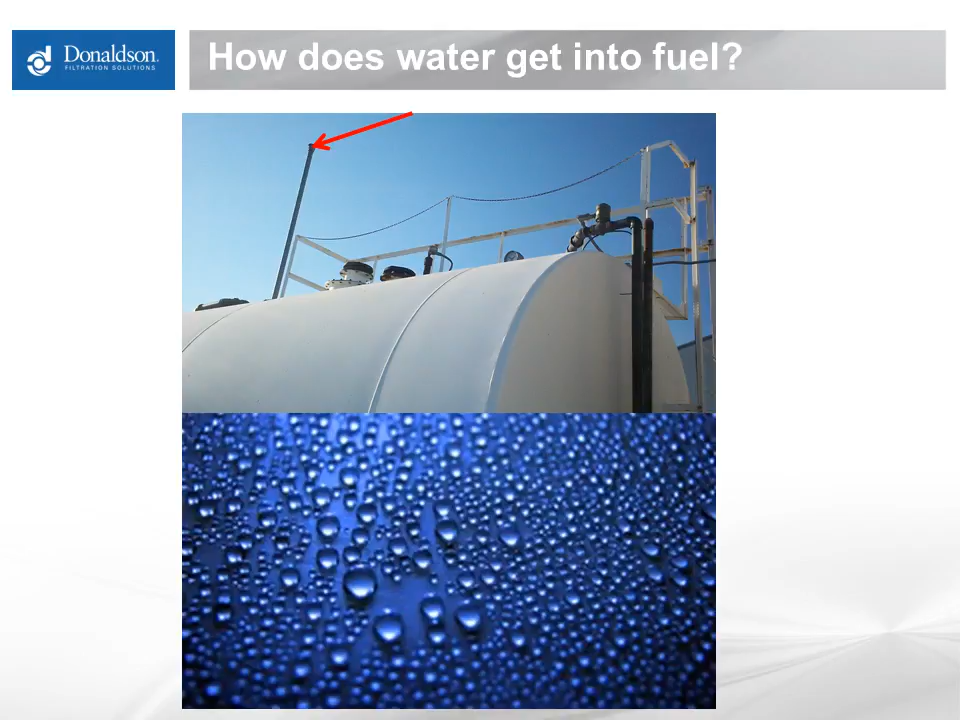 Donaldson.
FILTRATION SOLUTIONS
How does water get into fuel?